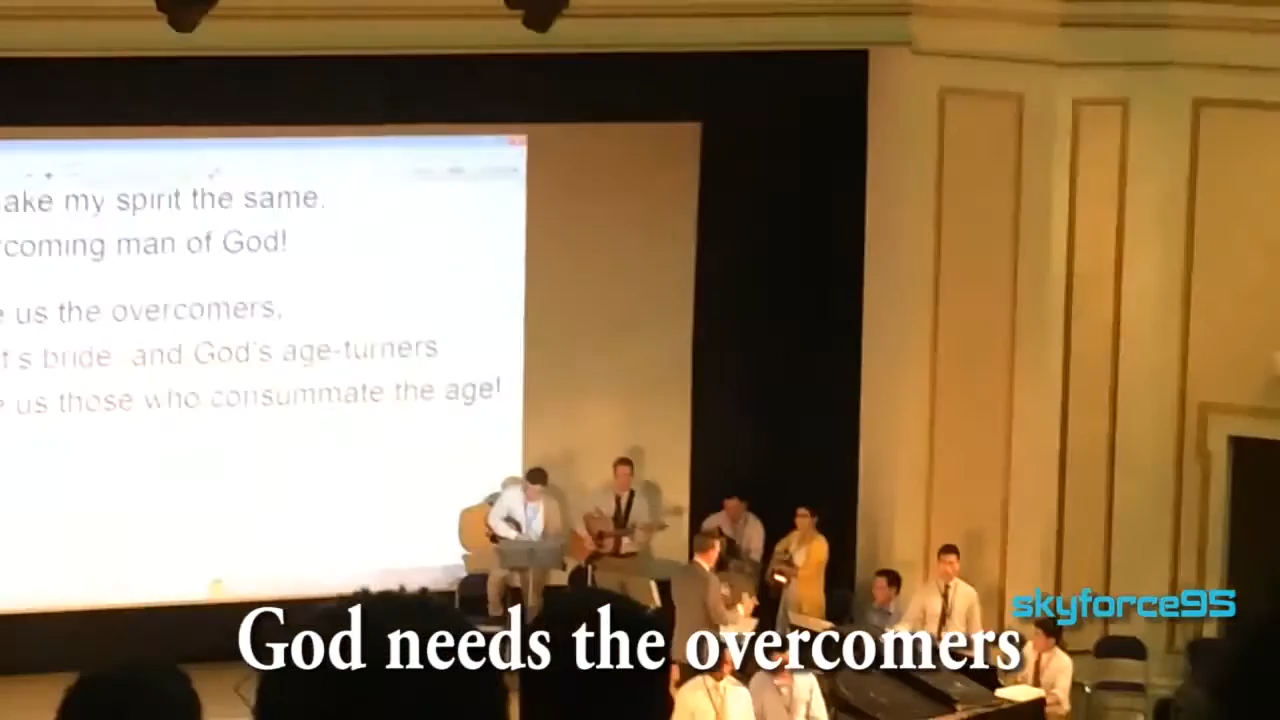 ake my spirit the same.
coming man of God!
us the overcomers,
t's bride and God's age-turners
us those who consummate the age!
skyforce95
God needs the overcomers